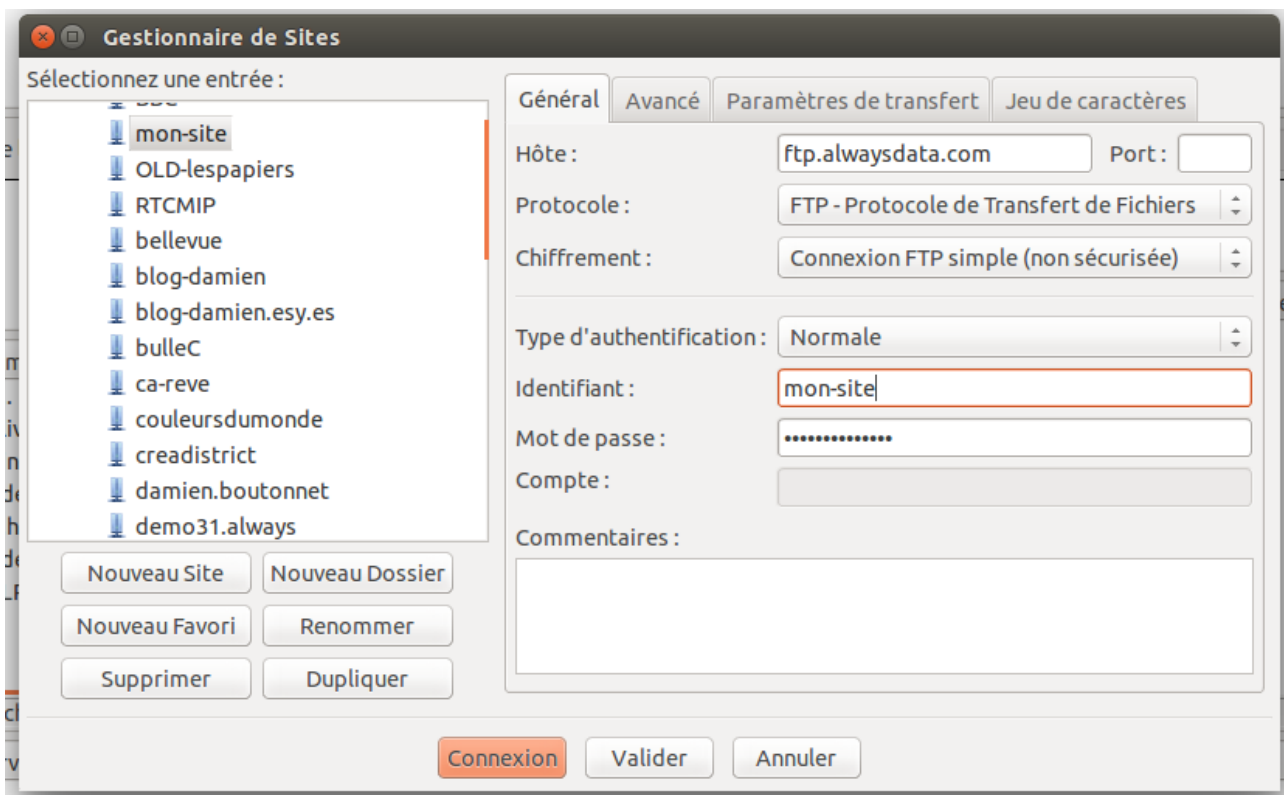 Gestionnaire de Sites
Sélectionnez une entrée :
mon-site
OLD-lespapiers
RTCMIP
bellevue
blog-damien
blog-damien.esy.es
bulleC
ca-reve
couleursdumonde
creadistrict
damien.boutonnet
demo31.always
Nouveau Site Nouveau Dossier
Nouveau Favori Renommer
Supprimer Dupliquer
Général Avancé Paramètres de transfert Jeu de caractères
Hôte : ftp.alwaysdata.com Port :
Protocole : FTP - Protocole de Transfert de Fichiers
Chiffrement : Connexion FTP simple (non sécurisée)
Type d'authentification : Normale
Identifiant : mon-site
Mot de passe : ••••••••••••••
Compte :
Commentaires :
Connexion Valider Annuler